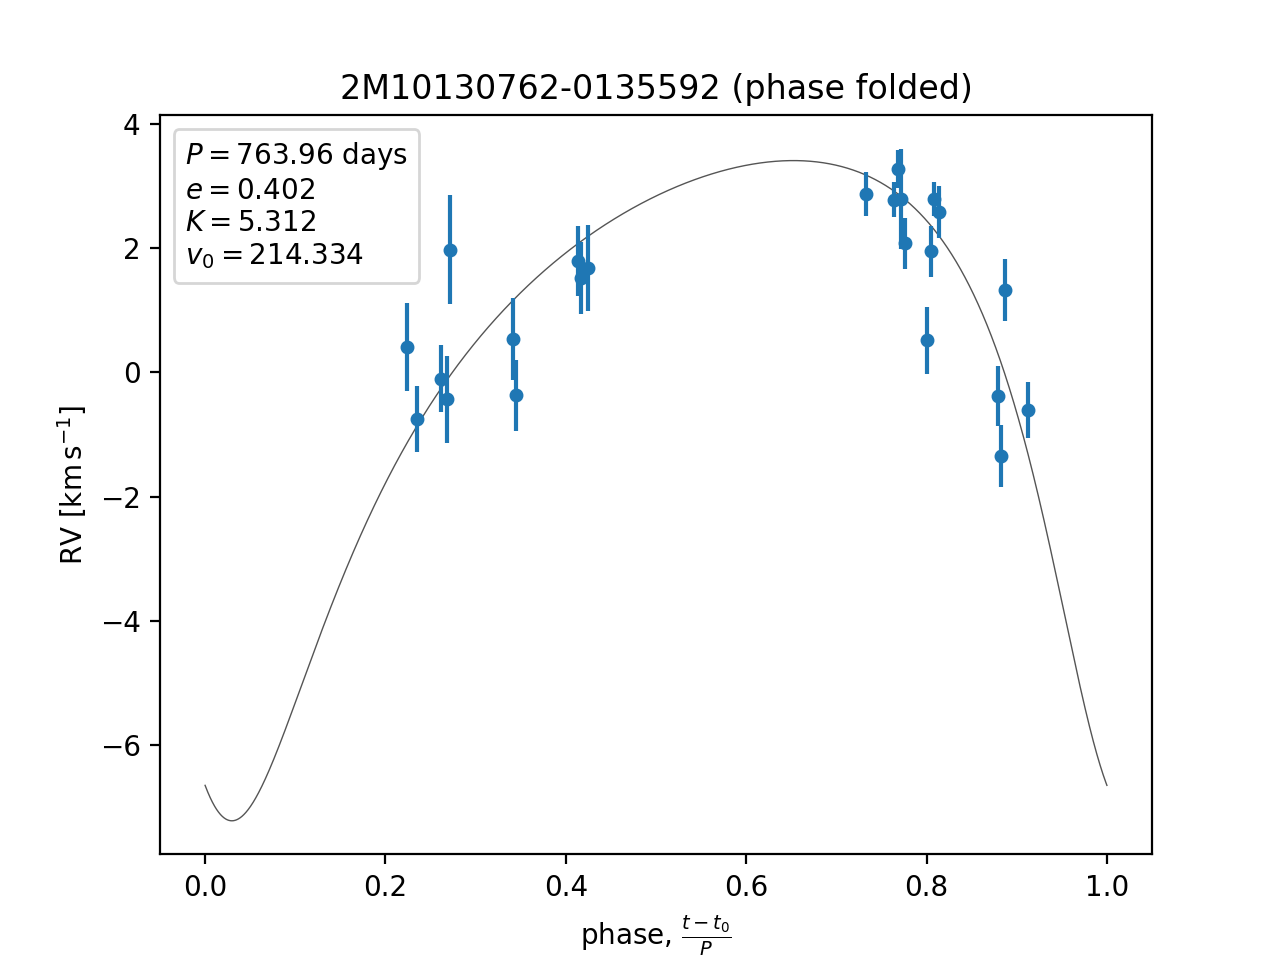 2M10130762-0135592 (phase folded)
P = 763.96 days
e = 0.402
K = 5.312
v₀ = 214.334
RV [km s⁻¹]
4
2
0
−2
−4
−6
0.0 0.2 0.4 0.6 0.8 1.0
phase, (t − t₀)/P